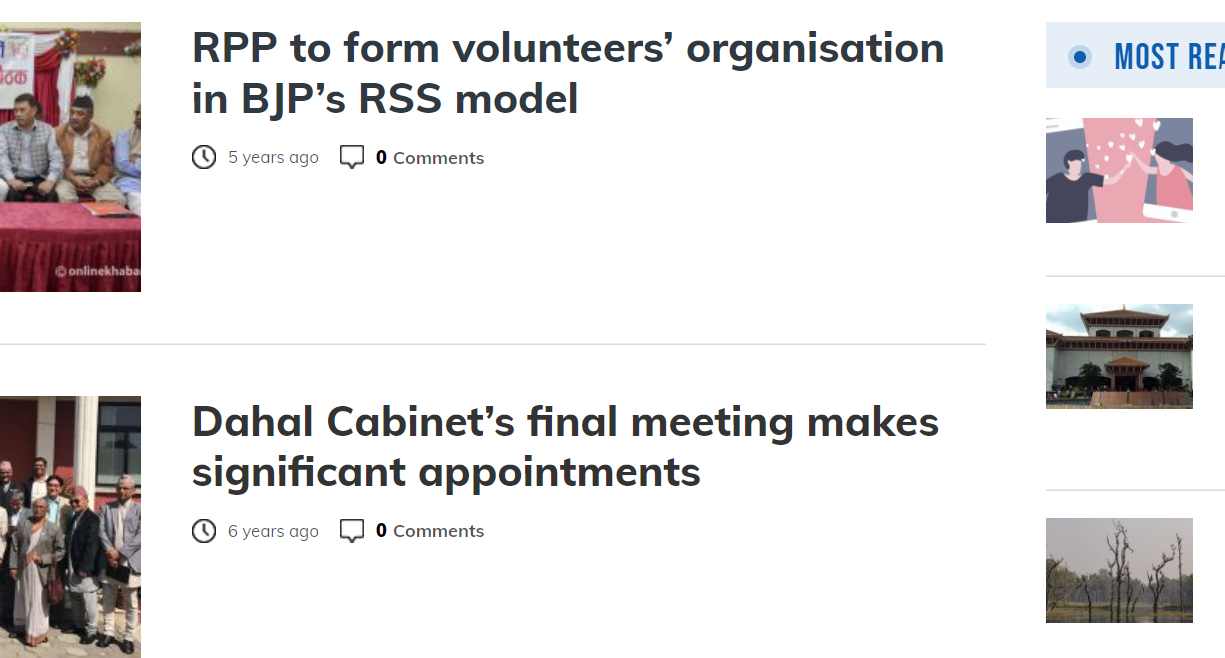 RPP to form volunteers’ organisation
in BJP’s RSS model
5 years ago 0 Comments
© onlinekhaba
Dahal Cabinet’s final meeting makes
significant appointments
6 years ago 0 Comments
MOST REA